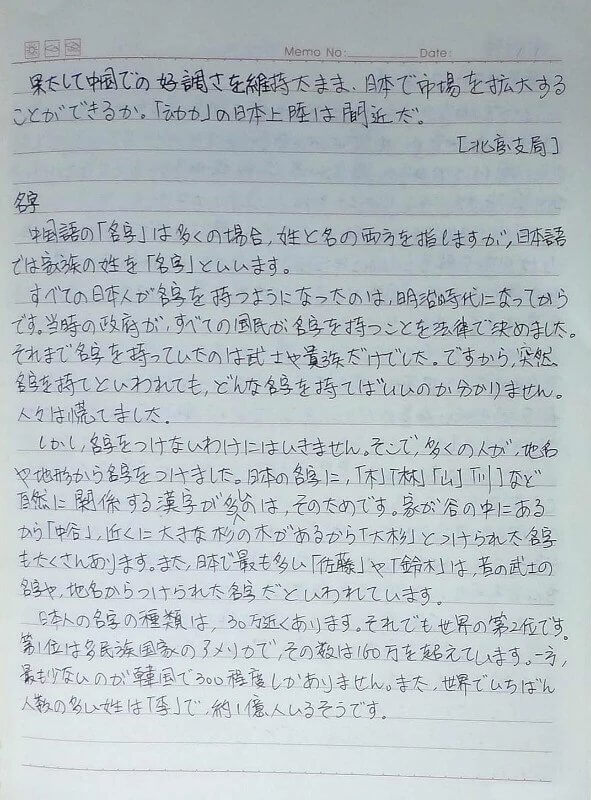 Memo No: Date: / /
果たして中国での好調さを維持たまま、日本で市場を拡大する
ことができるか。「动力」の日本上陸は間近だ。
[北京支局]
名字
中国語の「名字」は多くの場合、姓と名の両方を指しますが、日本語
では家族の姓を「名字」といいます。
すべての日本人が名字を持つようになったのは、明治時代になってから
です。当時の政府が、すべての国民が名字を持つことを法律で決めました。
それまで名字を持っていたのは武士や貴族だけでした。ですから、突然
名字を持てといわれても、どんな名字を持てばいいのか分かりません。
人々は慌てました。
しかし、名字をつけないわけにはいきません。そこで、多くの人が、地名
や地形から名字をつけました。日本の名字に、「木」「林」「山」「川」など
自然に関係する漢字が多いのは、そのためです。家が谷の中にある
から「中谷」、近くに大きな杉の木があるから「大杉」とつけられた名字
もたくさんあります。また、日本で最も多い「佐藤」や「鈴木」は、昔の武士の
名字や、地名からつけられた名字だといわれています。
日本人の名字の種類は、30万近くあります。それでも世界の第2位です。
第1位は多民族国家のアメリカで、その数は160万を超えています。一方、
最も少ないのが韓国で300程度しかありません。また、世界でいちばん
人数の多い姓は「李」で、約1億人いるそうです。